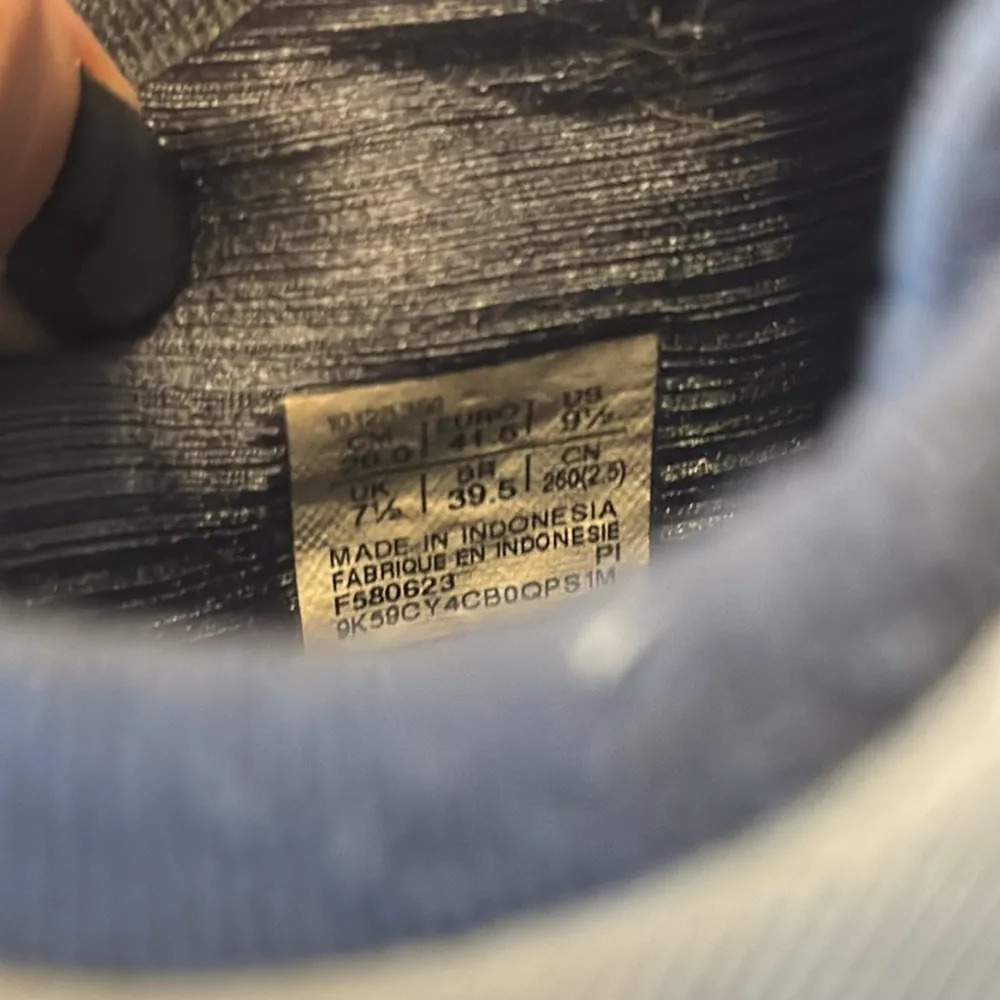 CM | EURO | US
26.0 | 41.5 | 9½
UK | BR | CN
7½ | 39.5 | 260(2.5)
MADE IN INDONESIA
FABRIQUE EN INDONESIE
F580623 PI
9K59CY4CB0QPS1M